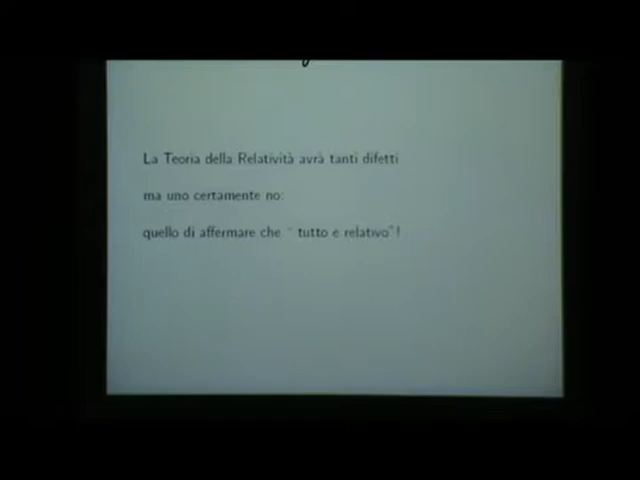 La Teoria della Relatività avrà tanti difetti
ma uno certamente no:
quello di affermare che " tutto e relativo"!